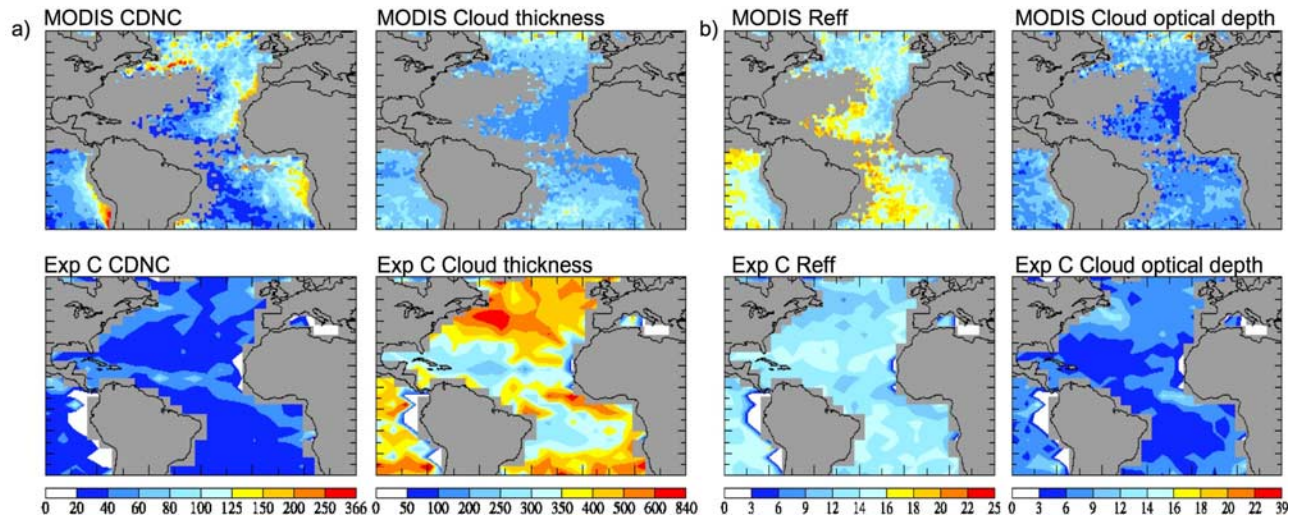 a)
MODIS CDNC
MODIS Cloud thickness
b)
MODIS Reff
MODIS Cloud optical depth
Exp C CDNC
Exp C Cloud thickness
Exp C Reff
Exp C Cloud optical depth
0 20 40 60 80 100 125 150 200 250 366
0 50 100 200 300 350 400 500 600 840
0 3 6 9 12 14 16 18 20 22 25
0 3 6 9 12 14 16 18 20 22 39